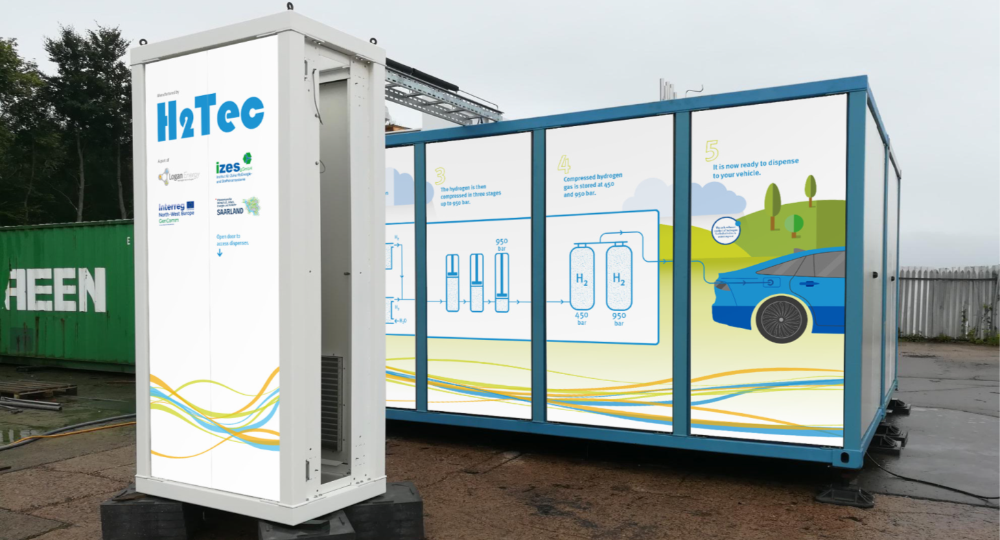 Manufactured by
H2Tec
A part of
Logan Energy
izes gGmbH
Institut für ZukunftsEnergie-
und Stoffstromsysteme
Interreg
North-West Europe
GenComm
SAARLAND
Open door to
access dispenser.
E
AEEN
3
The hydrogen is then
compressed in three stages
up to 950 bar.
4
Compressed hydrogen
gas is stored at 450
and 950 bar.
5
It is now ready to dispense
to your vehicle.
H2
H2
H2O
950
bar
H2
H2
450
bar
950
bar